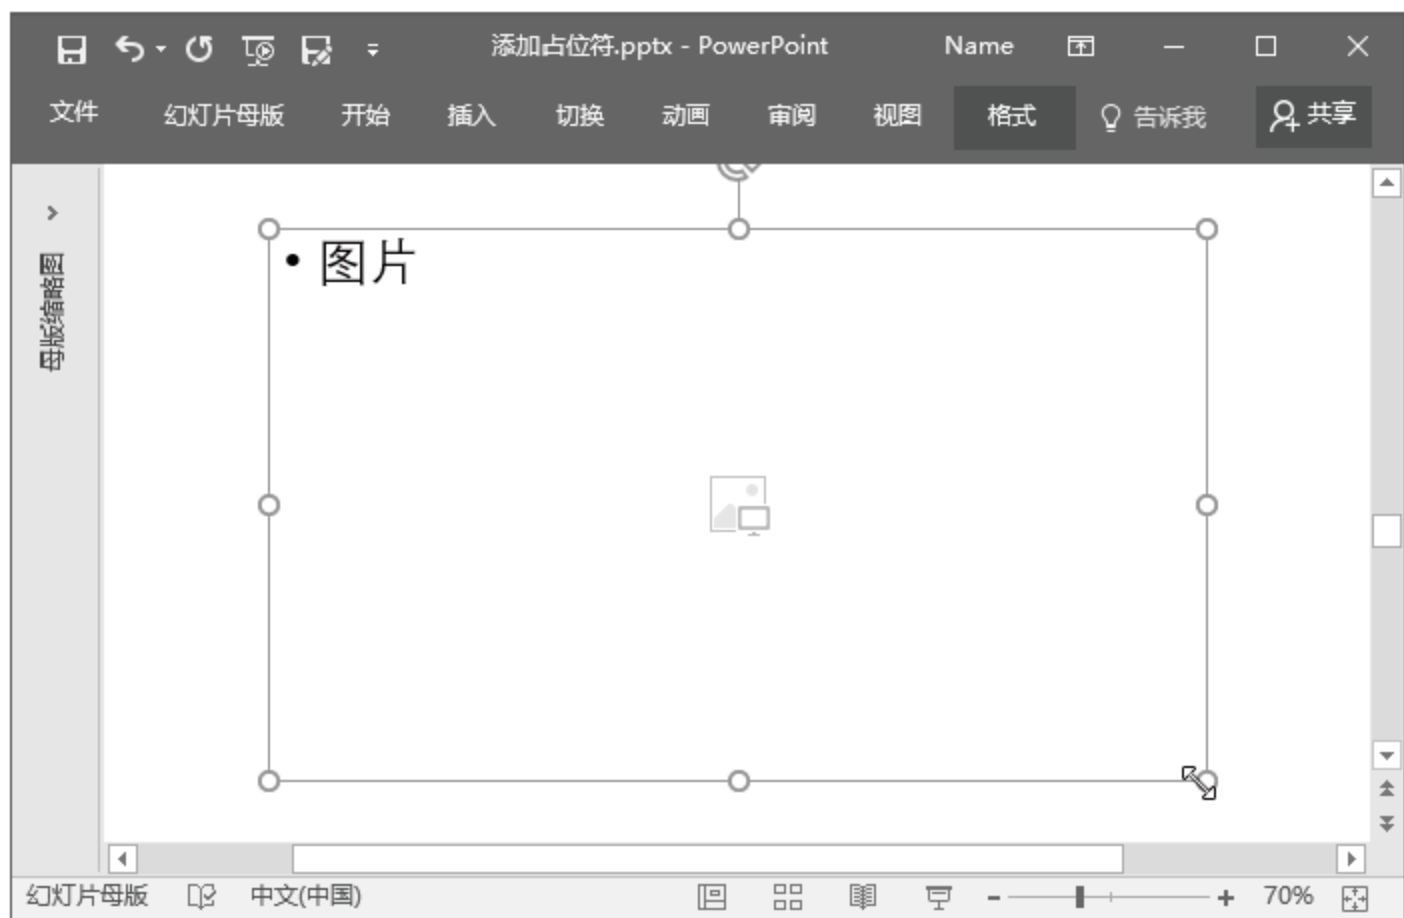 添加占位符.pptx - PowerPoint Name
文件 幻灯片母版 开始 插入 切换 动画 审阅 视图 格式 告诉我 共享
母版缩略图
• 图片
幻灯片母版 中文(中国) 70%